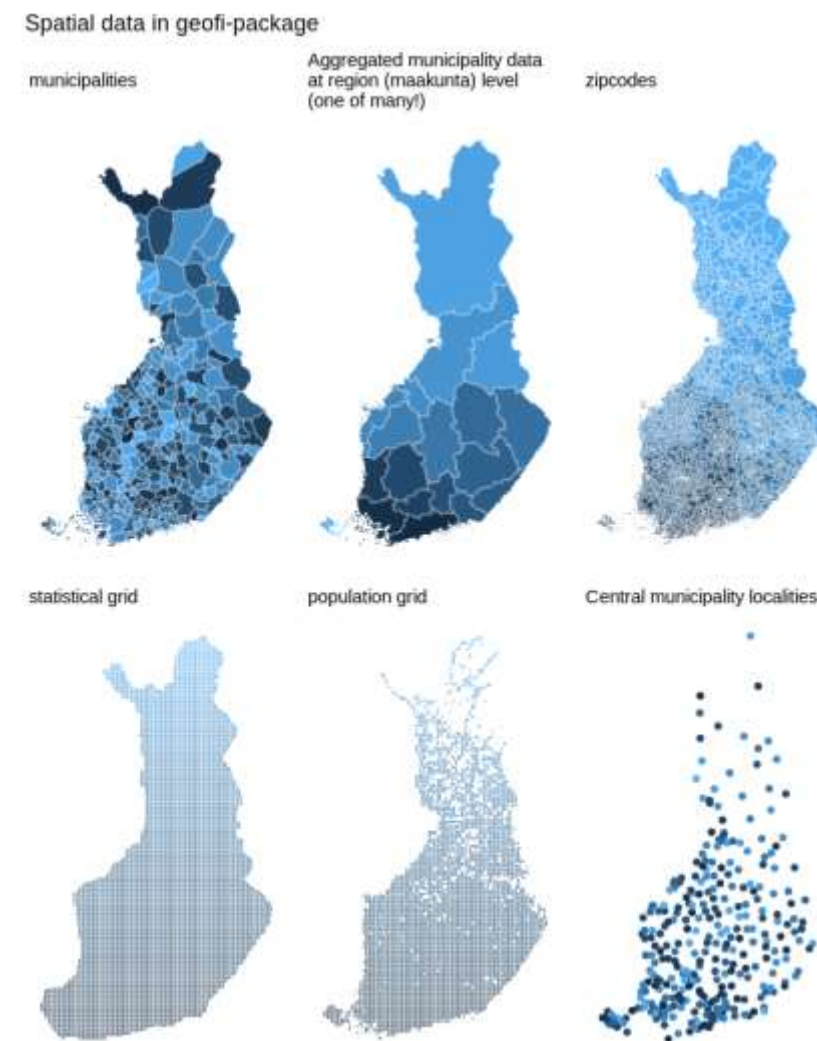 Spatial data in geofi-package
municipalities
Aggregated municipality data
at region (maakunta) level
(one of many!)
zipcodes
statistical grid
population grid
Central municipality localities